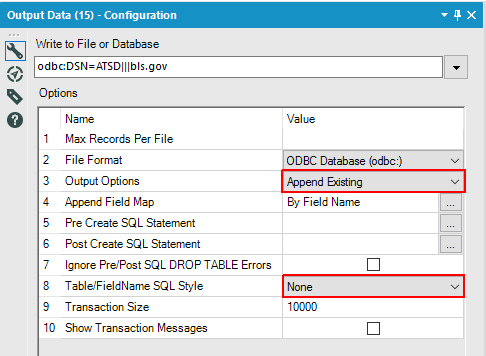 Output Data (15) - Configuration
Write to File or Database
odbc:DSN=ATSD|||bls.gov
Options
Name Value
1 Max Records Per File
2 File Format ODBC Database (odbc:)
3 Output Options Append Existing
4 Append Field Map By Field Name ...
5 Pre Create SQL Statement ...
6 Post Create SQL Statement ...
7 Ignore Pre/Post SQL DROP TABLE Errors
8 Table/FieldName SQL Style None
9 Transaction Size 10000
10 Show Transaction Messages